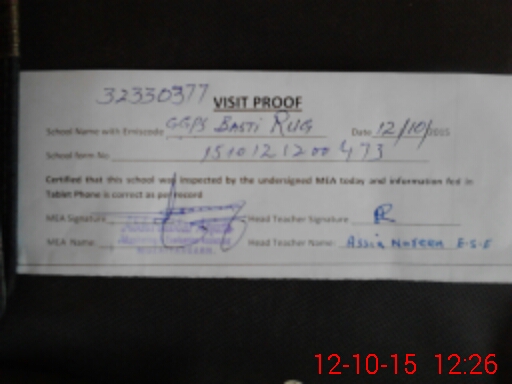 32330377 VISIT PROOF
School Name with Emiscode GGPS BASTI RUG Date 12/10/2015
School form No 1510121200473
Certified that this school was inspected by the undersigned MEA today and information fed in
Tablet Phone is correct as per record
MEA Signature Head Teacher Signature
MEA Name Head Teacher Name: Assia Nareen E.S.E
12-10-15 12:26